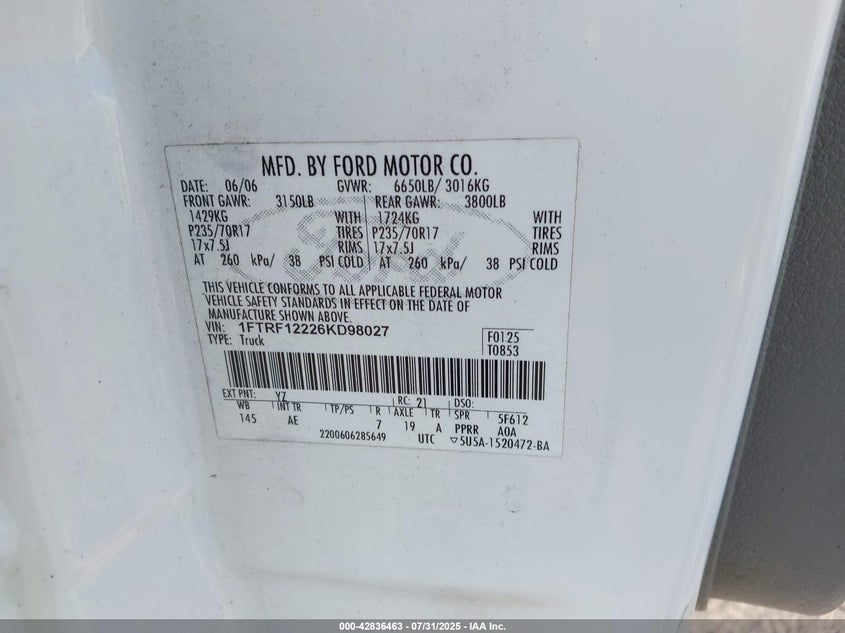 MFD. BY FORD MOTOR CO.
DATE: 06/06 GVWR: 6650LB/ 3016KG
FRONT GAWR: 3150LB REAR GAWR: 3800LB
1429KG WITH 1724KG WITH
P235/70R17 TIRES P235/70R17 TIRES
17x7.5J RIMS 17x7.5J RIMS
AT 260 kPa/ 38 PSI COLD AT 260 kPa/ 38 PSI COLD
Ford
THIS VEHICLE CONFORMS TO ALL APPLICABLE FEDERAL MOTOR
VEHICLE SAFETY STANDARDS IN EFFECT ON THE DATE OF
MANUFACTURE SHOWN ABOVE.
VIN: 1FTRF12226KD98027 F0125
TYPE: Truck T0853
EXT PNT: YZ RC: 21 DSO:
WB INT TR TP/PS R AXLE TR SPR 5F612
145 AE 7 19 A PPRR AOA
2200606285649 UTC ▽5U5A-1520472-BA
000-42836463 - 07/31/2025 - IAA Inc.